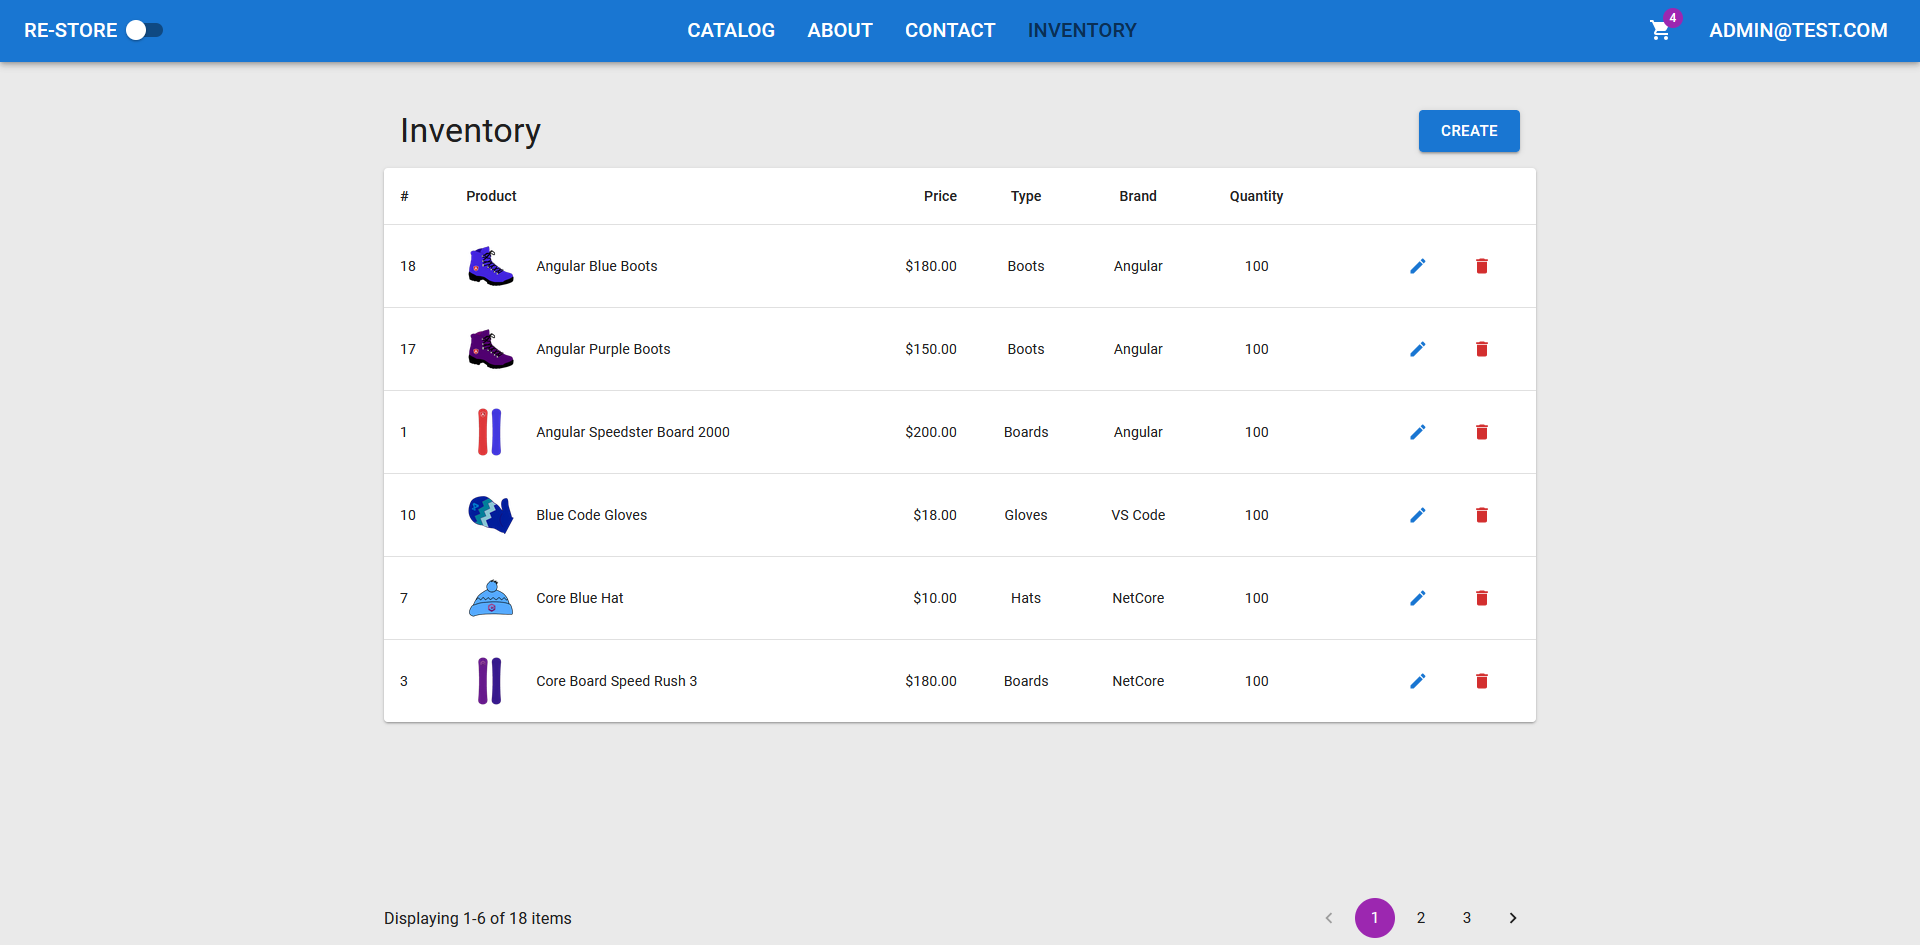 RE-STORE CATALOG ABOUT CONTACT INVENTORY 4 ADMIN@TEST.COM
Inventory CREATE
# Product Price Type Brand Quantity
18 Angular Blue Boots $180.00 Boots Angular 100
17 Angular Purple Boots $150.00 Boots Angular 100
1 Angular Speedster Board 2000 $200.00 Boards Angular 100
10 Blue Code Gloves $18.00 Gloves VS Code 100
7 Core Blue Hat $10.00 Hats NetCore 100
3 Core Board Speed Rush 3 $180.00 Boards NetCore 100
Displaying 1-6 of 18 items 1 2 3